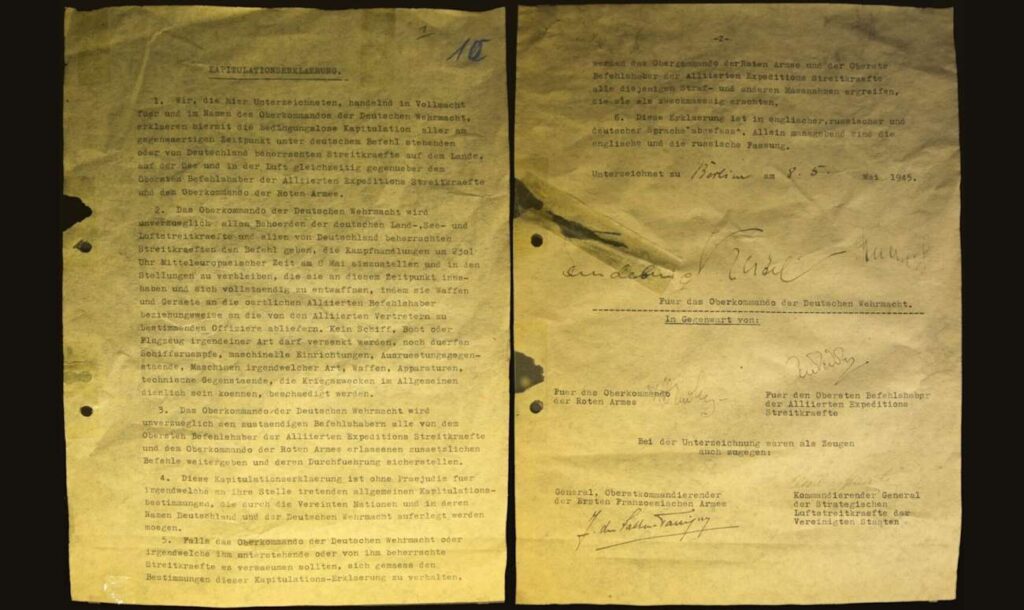 10
KAPITULATIONSERKLAERUNG.
1. Wir, die hier Unterzeichneten, handelnd in Vollmacht
fuer und im Namen des Oberkommandos der Deutschen Wehrmacht,
erklaeren hiermit die bedingungslose Kapitulation aller am
gegenwaertigen Zeitpunkt unter deutschem Befehl stehenden
oder von Deutschland beherrschten Streitkraefte auf dem Lande,
auf der See und in der Luft gleichzeitig gegenueber dem
Obersten Befehlshaber der Alliierten Expeditions Streitkraefte
und dem Oberkommando der Roten Armee.
2. Das Oberkommando der Deutschen Wehrmacht wird
unverzueglich allen Behoerden der deutschen Land-, See- und
Luftstreitkraefte und allen von Deutschland beherrschten
Streitkraeften den Befehl geben, die Kampfhandlungen um 2301
Uhr Mitteleuropaeischer Zeit am 8 Mai einzustellen und in den
Stellungen zu verbleiben, die sie an diesem Zeitpunkt inne-
haben und sich vollstaendig zu entwaffnen, indem sie Waffen
und Geraete an die oertlichen Alliierten Befehlshaber
beziehungsweise an die von den Alliierten Vertretern zu
bestimmenden Offiziere abliefern. Kein Schiff, Boot oder
Flugzeug irgendeiner Art darf versenkt werden, noch duerfen
Schiffsruempfe, maschinelle Einrichtungen, Ausruestungsgegen-
staende, Maschinen irgendwelcher Art, Waffen, Apparaturen,
technische Gegenstaende, die Kriegszwecken im Allgemeinen
dienlich sein koennen, beschaedigt werden.
3. Das Oberkommando der Deutschen Wehrmacht wird
unverzueglich den zustaendigen Befehlshabern alle von dem
Obersten Befehlshaber der Alliierten Expeditions Streitkraefte
und dem Oberkommando der Roten Armee erlassenen zusaetzlichen
Befehle weitergeben und deren Durchfuehrung sicherstellen.
4. Diese Kapitulationserklaerung ist ohne Praejudiz fuer
irgendwelche an ihre Stelle tretenden allgemeinen Kapitulations-
bestimmungen, die durch die Vereinten Nationen und in deren
Namen Deutschland und der Deutschen Wehrmacht auferlegt werden
moegen.
5. Falls das Oberkommando der Deutschen Wehrmacht oder
irgendwelche ihm unterstehende oder von ihm beherrschte
Streitkraefte es versaeumen sollten, sich gemaess den
Bestimmungen dieser Kapitulations-Erklaerung zu verhalten,
-2-
werden das Oberkommando der Roten Armee und der Oberste
Befehlshaber der Alliierten Expeditions Streitkraefte
alle diejenigen Straf- und anderen Massnahmen ergreifen,
die sie als zweckmaessig erachten.
6. Diese Erklaerung ist in englischer, russischer und
deutscher Sprache abgefasst. Allein massgebend sind die
englische und die russische Fassung.
Unterzeichnet zu Berlin am 8. 5. Mai 1945.
Fuer das Oberkommando der Deutschen Wehrmacht.
In Gegenwart von:
Fuer das Oberkommando
der Roten Armee
Fuer den Obersten Befehlshaber
der Alliierten Expeditions
Streitkraefte
Bei der Unterzeichnung waren als Zeugen
auch zugegen:
General, Oberstkommandierender
der Ersten Franzoesischen Armee
Kommandierender General
der Strategischen
Luftstreitkraefte der
Vereinigten Staaten